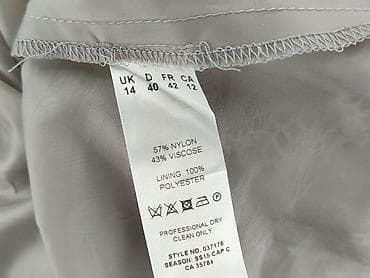 UK D FR CA
14 40 42 12
57% NYLON
43% VISCOSE
LINING 100%
POLYESTER
PROFESSIONAL DRY
CLEAN ONLY
STYLE NO. 037176
SEASON: SS15 CAP C
CA 35784